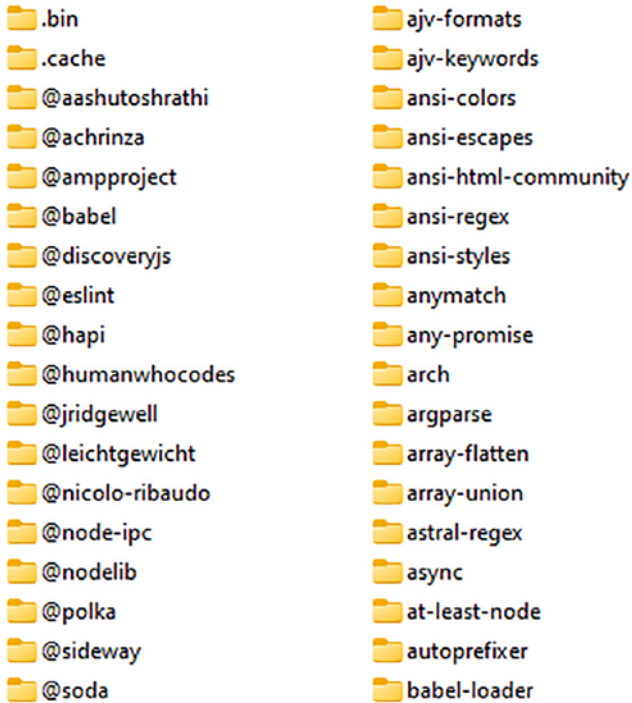 .bin
.cache
@aashutoshrathi
@achrinza
@ampproject
@babel
@discoveryjs
@eslint
@hapi
@humanwhocodes
@jridgewell
@leichtgewicht
@nicolo-ribaudo
@node-ipc
@nodelib
@polka
@sideway
@soda
ajv-formats
ajv-keywords
ansi-colors
ansi-escapes
ansi-html-community
ansi-regex
ansi-styles
anymatch
any-promise
arch
argparse
array-flatten
array-union
astral-regex
async
at-least-node
autoprefixer
babel-loader